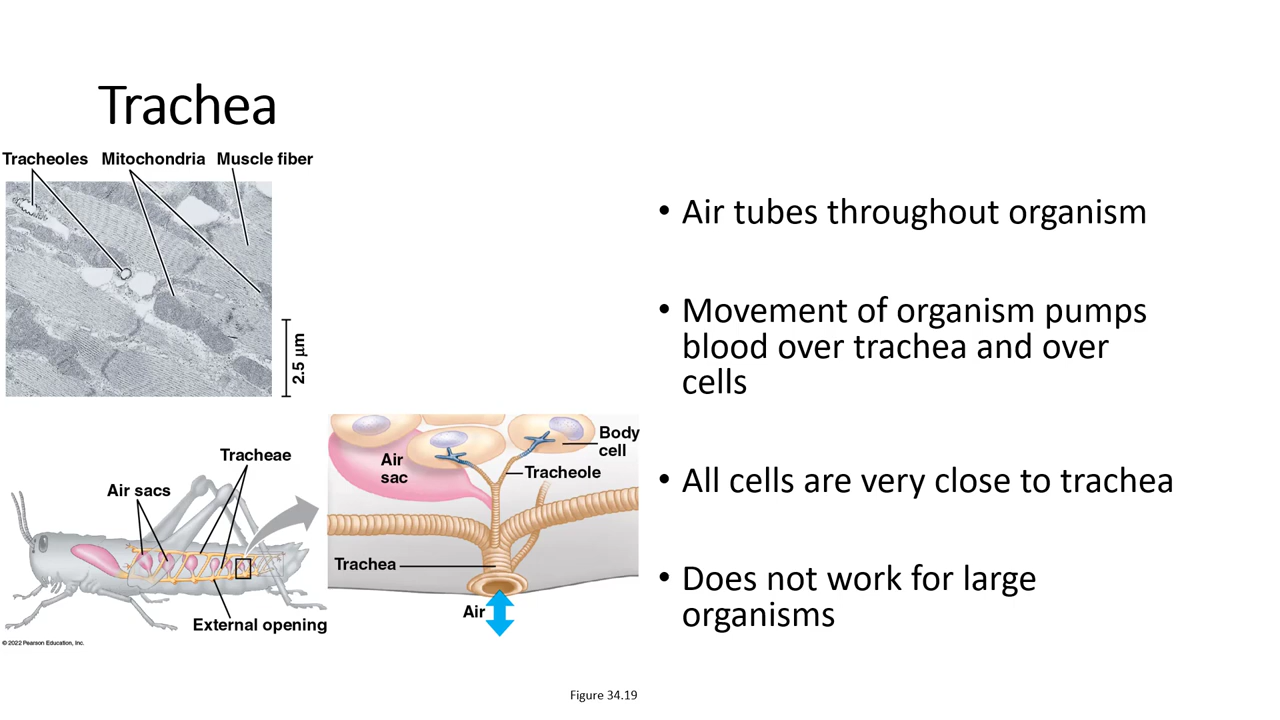 Trachea
Tracheoles Mitochondria Muscle fiber
2.5 µm
Tracheae
Air sacs
External opening
© 2022 Pearson Education, Inc.
Body
cell
Air
sac
Tracheole
Trachea
Air
• Air tubes throughout organism
• Movement of organism pumps
blood over trachea and over
cells
• All cells are very close to trachea
• Does not work for large
organisms
Figure 34.19